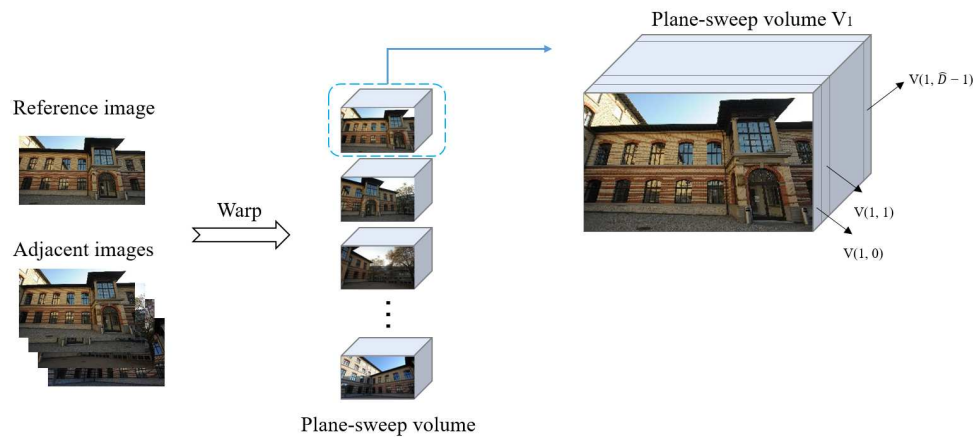 Plane-sweep volume V₁
V(1, D̂ − 1)
Reference image
Warp
V(1, 1)
Adjacent images
V(1, 0)
Plane-sweep volume